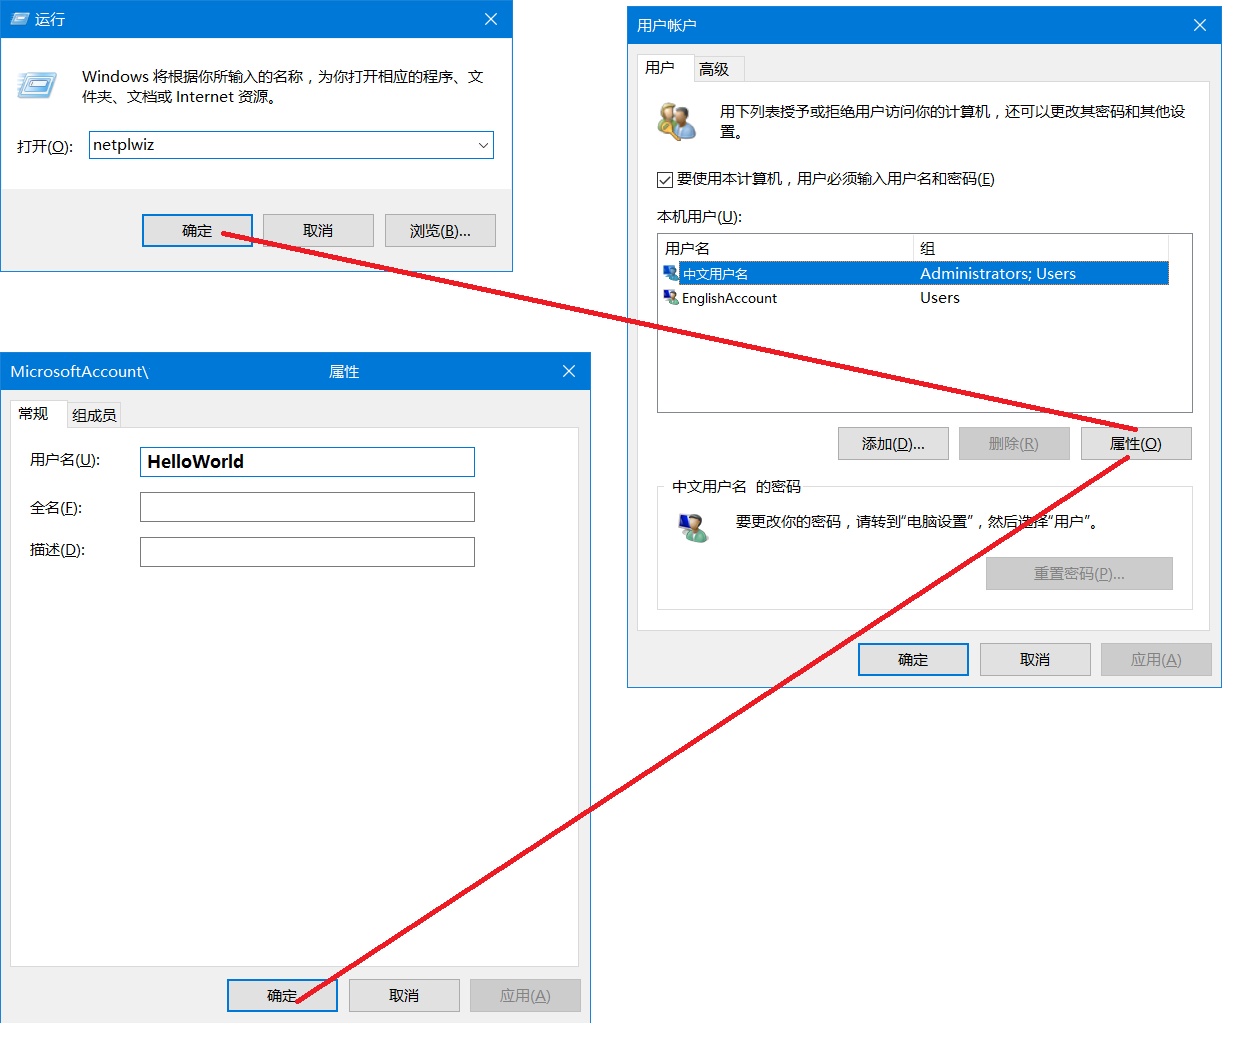 运行
Windows 将根据你所输入的名称，为你打开相应的程序、文
件夹、文档或 Internet 资源。
打开(O): netplwiz
确定 取消 浏览(B)...
用户帐户
用户 高级
用下列表授予或拒绝用户访问你的计算机，还可以更改其密码和其他设
置。
要使用本计算机，用户必须输入用户名和密码(E)
本机用户(U):
用户名 组
中文用户名 Administrators; Users
EnglishAccount Users
添加(D)... 删除(R) 属性(O)
中文用户名 的密码
要更改你的密码，请转到“电脑设置”，然后选择“用户”。
重置密码(P)...
确定 取消 应用(A)
MicrosoftAccount\ 属性
常规 组成员
用户名(U): HelloWorld
全名(F):
描述(D):
确定 取消 应用(A)